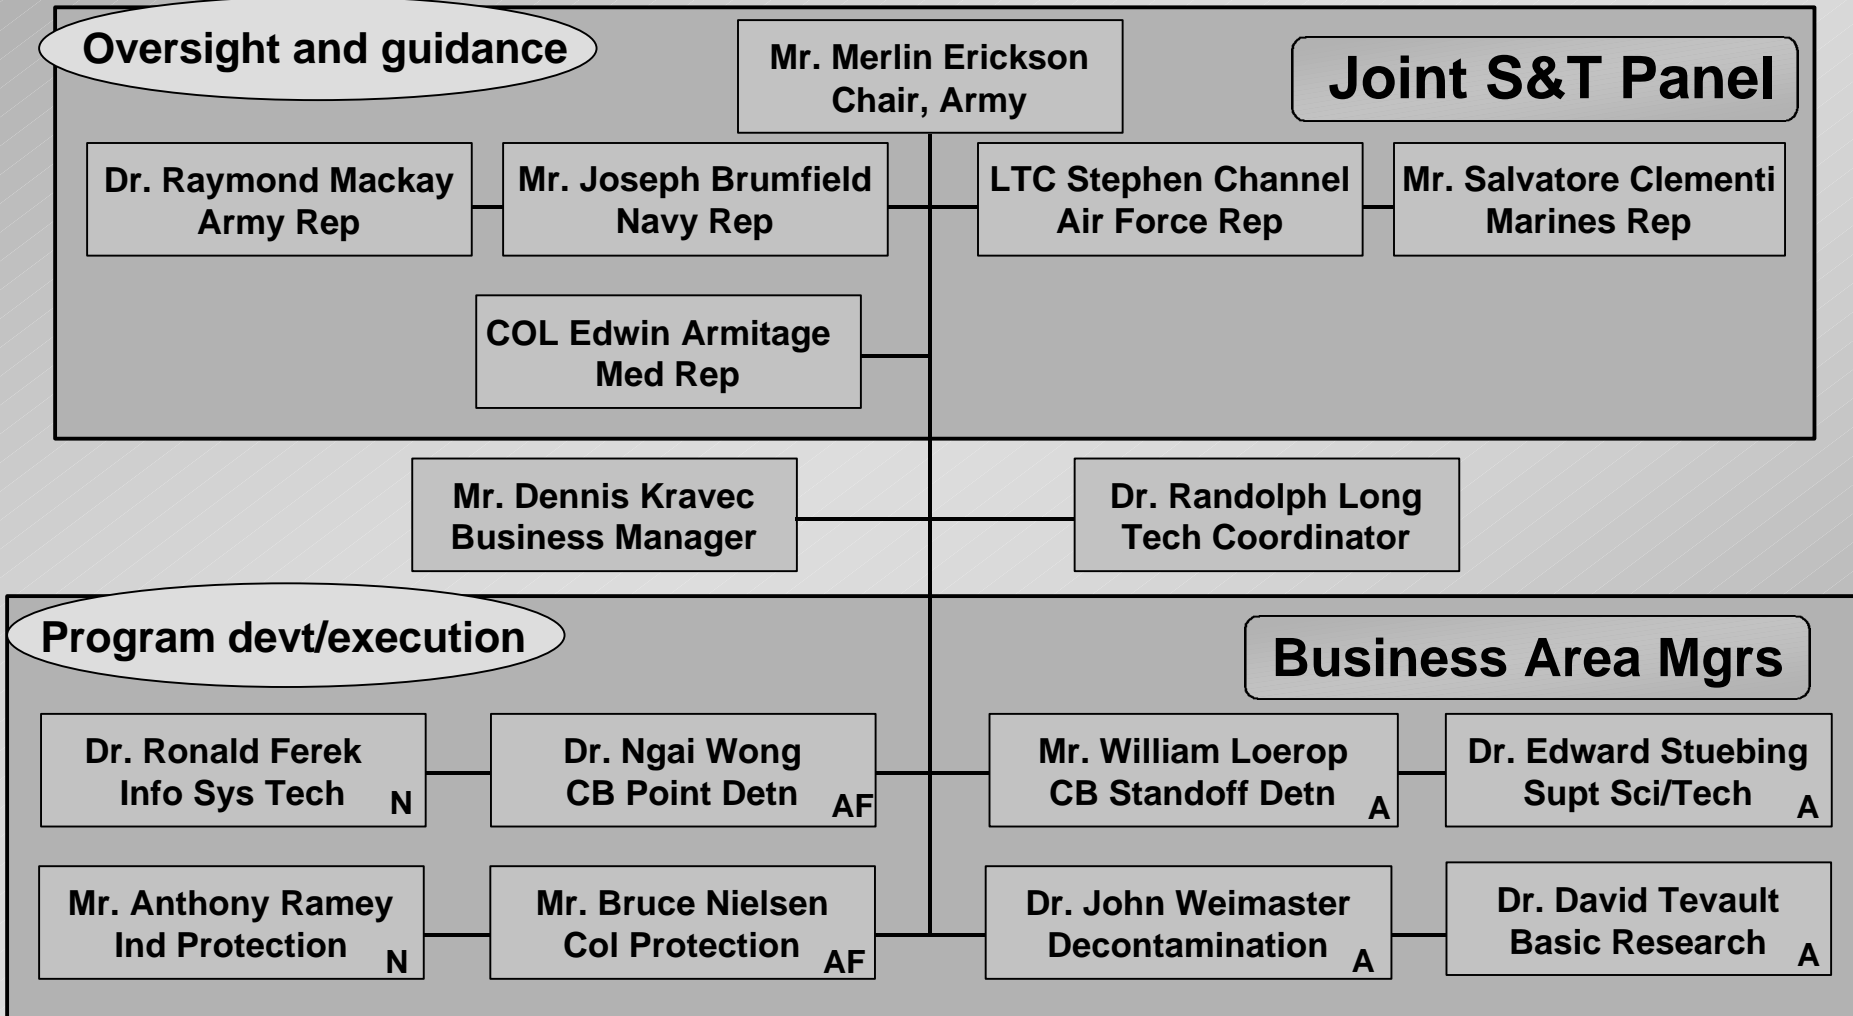 Oversight and guidance
Mr. Merlin Erickson
Chair, Army
Joint S&T Panel
Dr. Raymond Mackay
Army Rep
Mr. Joseph Brumfield
Navy Rep
LTC Stephen Channel
Air Force Rep
Mr. Salvatore Clementi
Marines Rep
COL Edwin Armitage
Med Rep
Mr. Dennis Kravec
Business Manager
Dr. Randolph Long
Tech Coordinator
Program devt/execution
Business Area Mgrs
Dr. Ronald Ferek
Info Sys Tech
N
Dr. Ngai Wong
CB Point Detn
AF
Mr. William Loerop
CB Standoff Detn
A
Dr. Edward Stuebing
Supt Sci/Tech
A
Mr. Anthony Ramey
Ind Protection
N
Mr. Bruce Nielsen
Col Protection
AF
Dr. John Weimaster
Decontamination
A
Dr. David Tevault
Basic Research
A